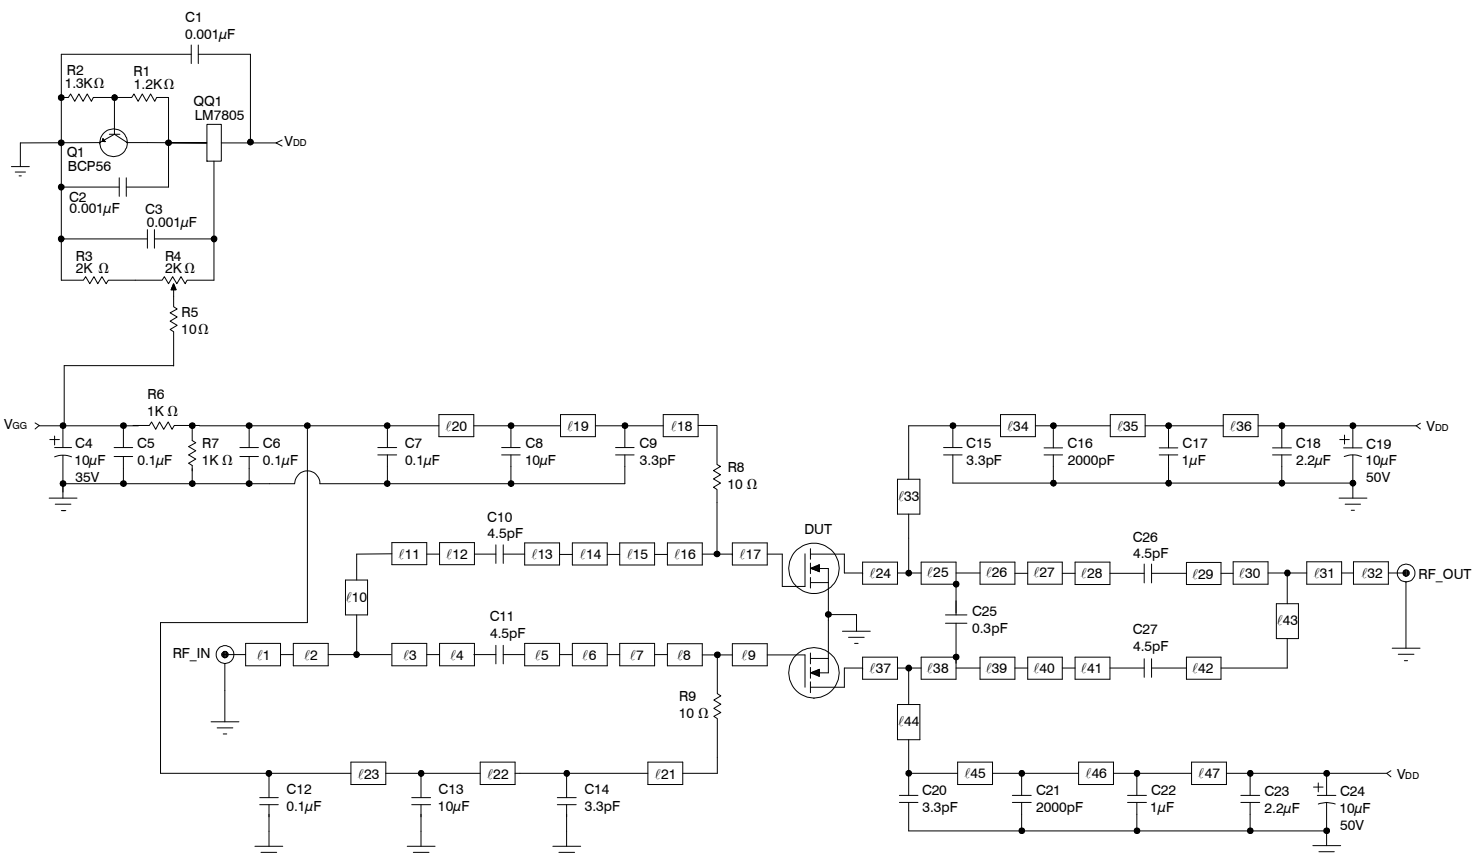 C1
0.001μF
R2
1.3KΩ
R1
1.2KΩ
QQ1
LM7805
VDD
Q1
BCP56
C2
0.001μF
C3
0.001μF
R3
2K Ω
R4
2K Ω
R5
10 Ω
VGG
R6
1K Ω
C4
10μF
35V
C5
0.1μF
R7
1K Ω
C6
0.1μF
C7
0.1μF
ℓ20
C8
10μF
ℓ19
C9
3.3pF
ℓ18
R8
10 Ω
ℓ11
ℓ12
C10
4.5pF
ℓ13
ℓ14
ℓ15
ℓ16
ℓ17
DUT
ℓ10
RF_IN
ℓ1
ℓ2
ℓ3
ℓ4
C11
4.5pF
ℓ5
ℓ6
ℓ7
ℓ8
ℓ9
R9
10 Ω
C12
0.1μF
ℓ23
C13
10μF
ℓ22
C14
3.3pF
ℓ21
ℓ33
C15
3.3pF
ℓ34
C16
2000pF
ℓ35
C17
1μF
ℓ36
C18
2.2μF
C19
10μF
50V
VDD
ℓ24
ℓ25
ℓ26
ℓ27
ℓ28
C26
4.5pF
ℓ29
ℓ30
ℓ31
ℓ32
RF_OUT
C25
0.3pF
ℓ43
ℓ37
ℓ38
ℓ39
ℓ40
ℓ41
C27
4.5pF
ℓ42
ℓ44
C20
3.3pF
ℓ45
C21
2000pF
ℓ46
C22
1μF
ℓ47
C23
2.2μF
C24
10μF
50V
VDD